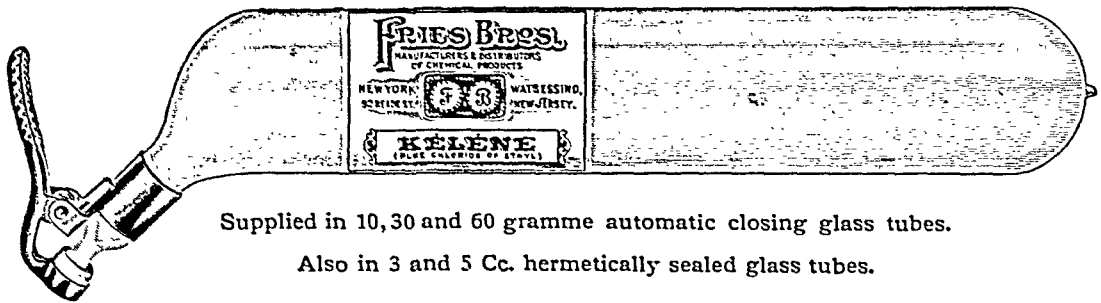 FRIES BROS.
MANUFACTURERS & DISTRIBUTORS
OF CHEMICAL PRODUCTS
NEW YORK
WATSESSING,
NEW JERSEY.
F B
KÉLÈNE
(PURE CHLORIDE OF ETHYL)
Supplied in 10, 30 and 60 gramme automatic closing glass tubes.
Also in 3 and 5 Cc. hermetically sealed glass tubes.